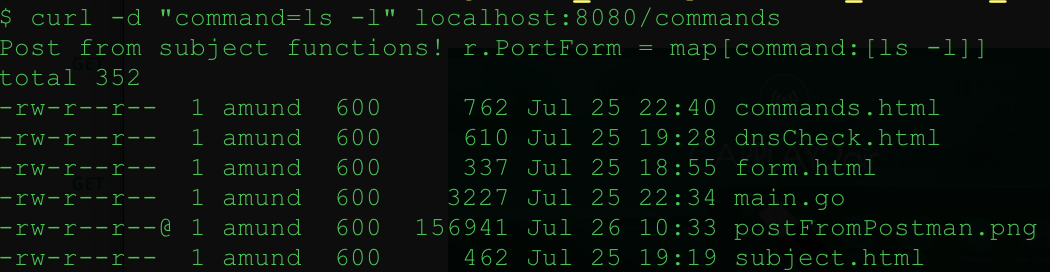 $ curl -d "command=ls -l" localhost:8080/commands
Post from subject functions! r.PortForm = map[command:[ls -l]]
total 352
-rw-r--r--  1 amund  600     762 Jul 25 22:40 commands.html
-rw-r--r--  1 amund  600     610 Jul 25 19:28 dnsCheck.html
-rw-r--r--  1 amund  600     337 Jul 25 18:55 form.html
-rw-r--r--  1 amund  600    3227 Jul 25 22:34 main.go
-rw-r--r--@ 1 amund  600  156941 Jul 26 10:33 postFromPostman.png
-rw-r--r--  1 amund  600     462 Jul 25 19:19 subject.html